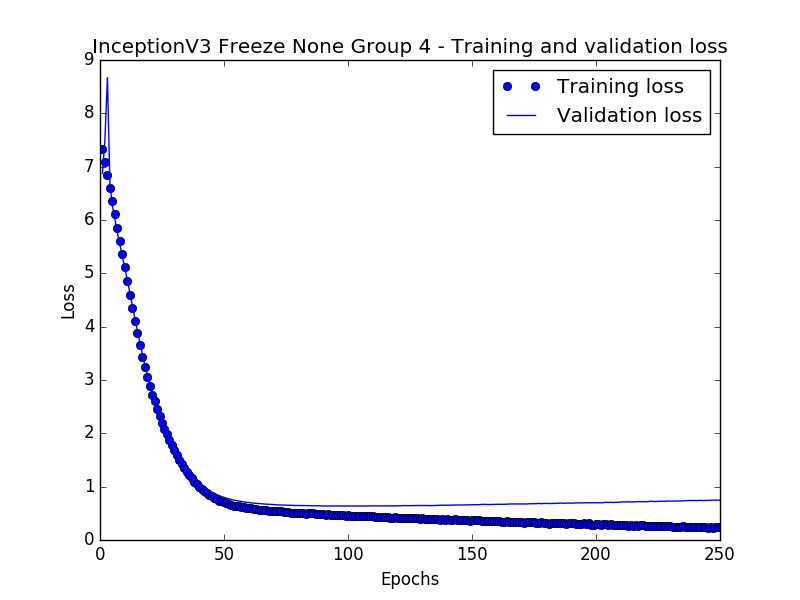 InceptionV3 Freeze None Group 4 - Training and validation loss
Training loss
Validation loss
9
8
7
6
5
4
3
2
1
0
Loss
0 50 100 150 200 250
Epochs